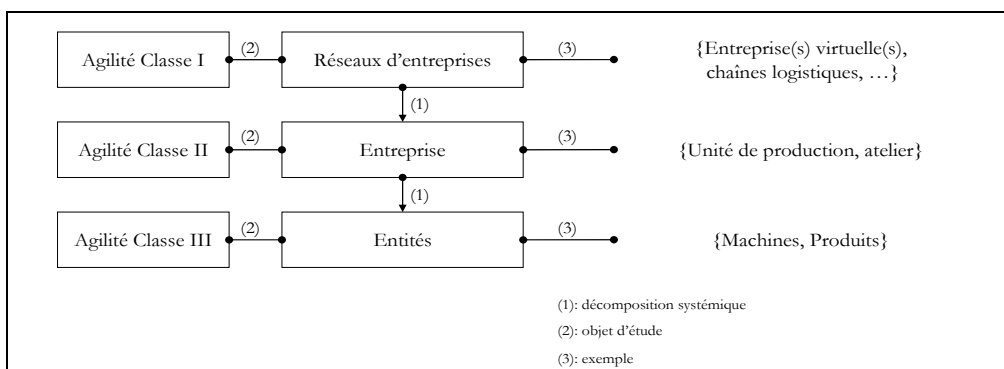 Agilité Classe I
(2)
Réseaux d'entreprises
(3)
{Entreprise(s) virtuelle(s),
chaînes logistiques, …}
(1)
Agilité Classe II
(2)
Entreprise
(3)
{Unité de production, atelier}
(1)
Agilité Classe III
(2)
Entités
(3)
{Machines, Produits}
(1): décomposition systémique
(2): objet d'étude
(3): exemple